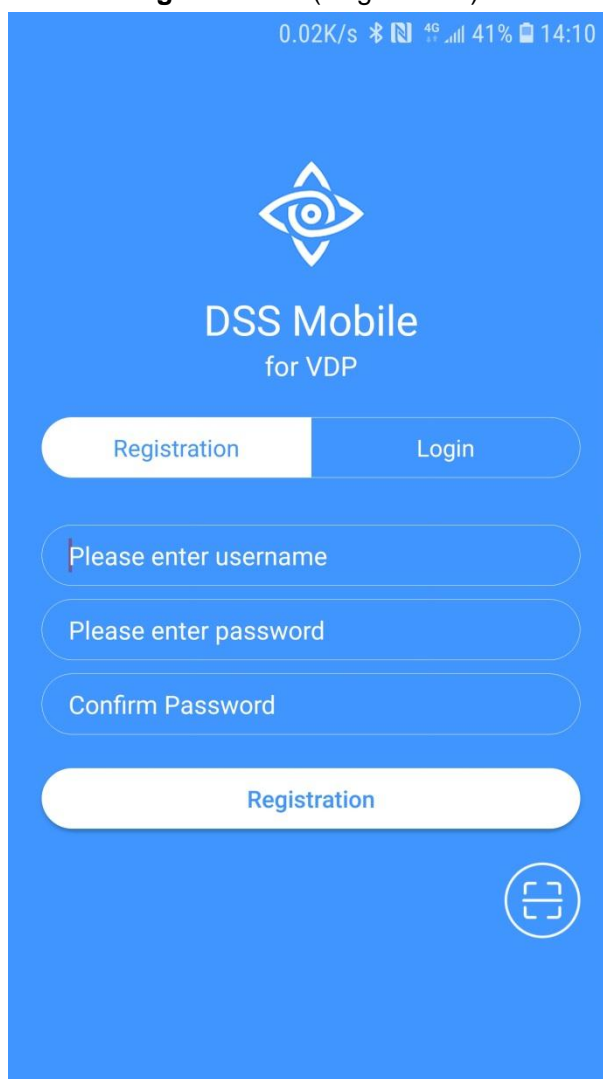 0.02K/s 4G 41% 14:10
DSS Mobile
for VDP
Registration Login
Please enter username
Please enter password
Confirm Password
Registration